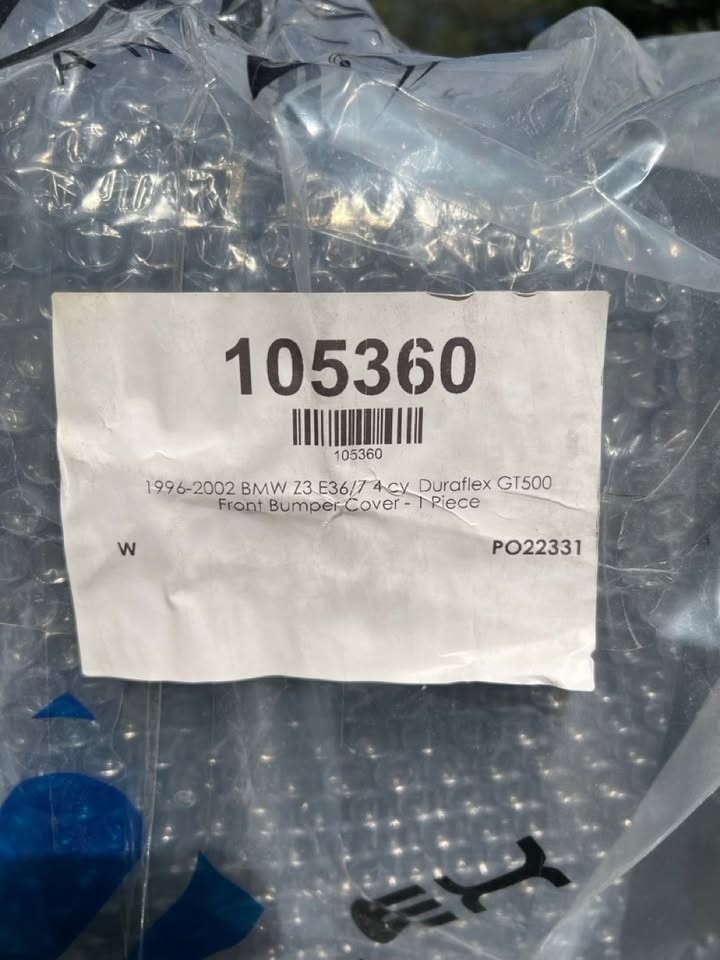 105360
105360
1996-2002 BMW Z3 E36/7 4 cy Duraflex GT500
Front Bumper Cover - 1 Piece
W
PO22331